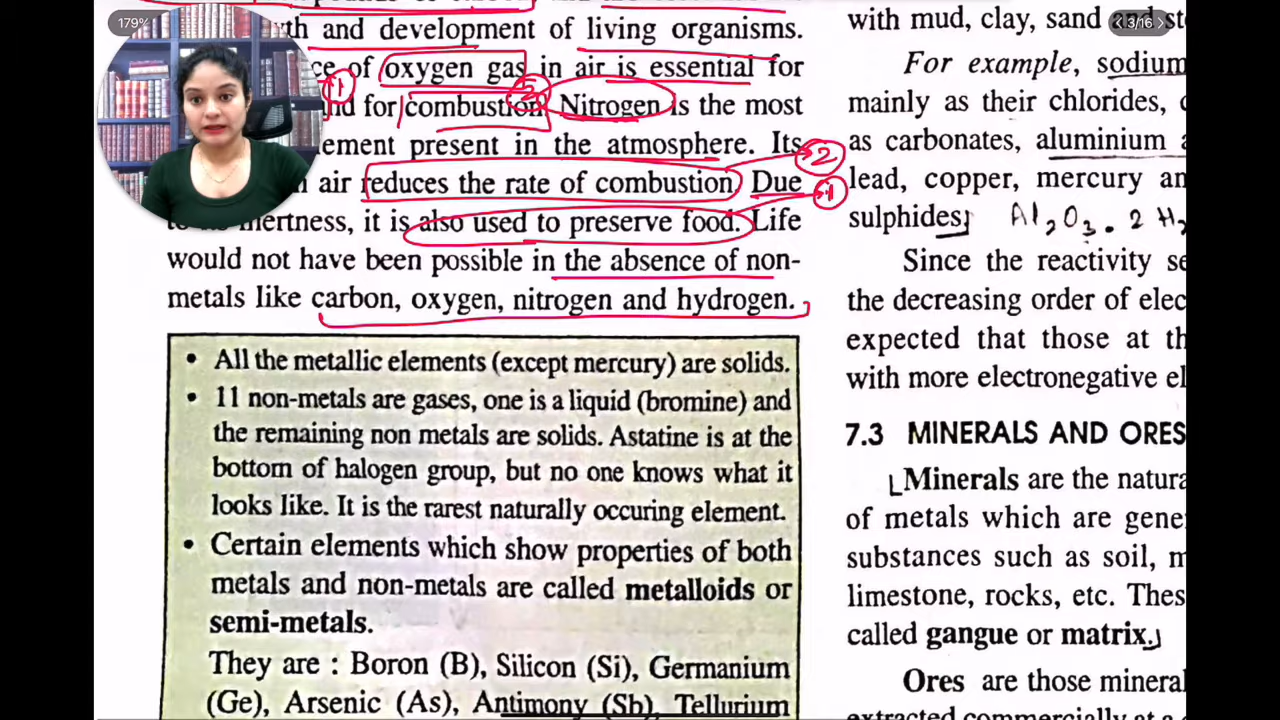 179%
3/16
th and development of living organisms.
ce of oxygen gas in air is essential for
nd for combustion. Nitrogen is the most
lement present in the atmosphere. Its
air reduces the rate of combustion. Due
inertness, it is also used to preserve food. Life
would not have been possible in the absence of non-
metals like carbon, oxygen, nitrogen and hydrogen.
2
1
• All the metallic elements (except mercury) are solids.
• 11 non-metals are gases, one is a liquid (bromine) and
the remaining non metals are solids. Astatine is at the
bottom of halogen group, but no one knows what it
looks like. It is the rarest naturally occuring element.
• Certain elements which show properties of both
metals and non-metals are called metalloids or
semi-metals.
They are : Boron (B), Silicon (Si), Germanium
(Ge), Arsenic (As), Antimony (Sb), Tellurium
with mud, clay, sand and st
For example, sodium
mainly as their chlorides,
as carbonates, aluminium
lead, copper, mercury an
sulphides. Al₂O₃. 2 H₂
Since the reactivity se
the decreasing order of elec
expected that those at th
with more electronegative el
7.3 MINERALS AND ORES
Minerals are the natura
of metals which are gene
substances such as soil, m
limestone, rocks, etc. Thes
called gangue or matrix.
Ores are those mineral